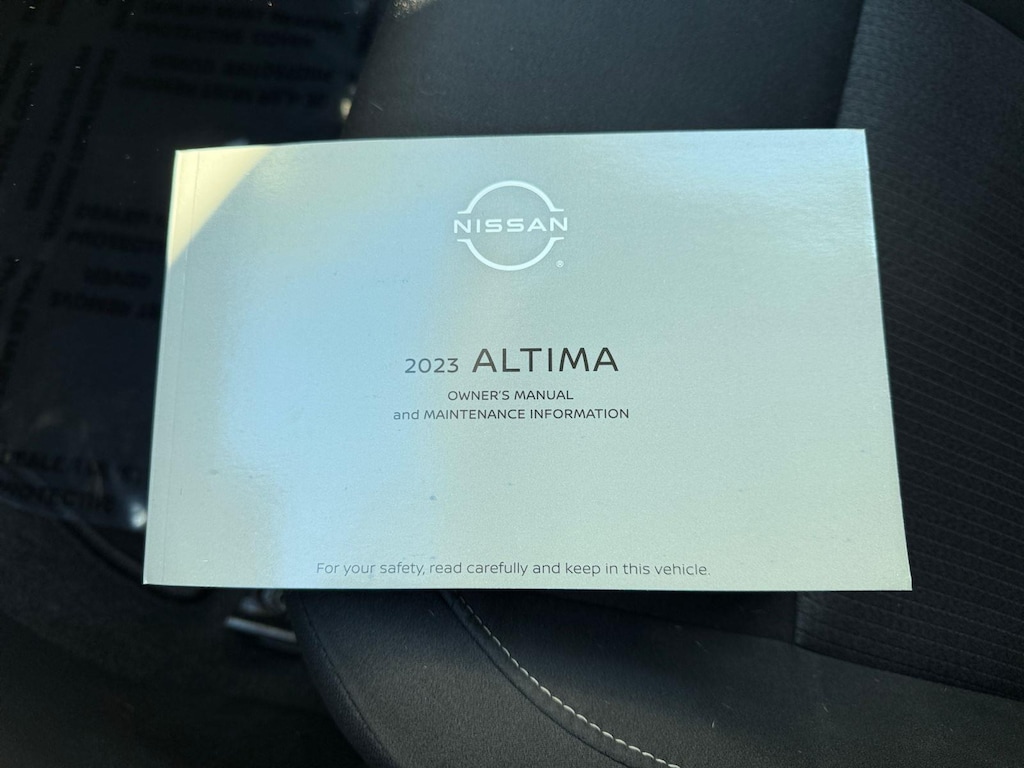 NISSAN
®
2023 ALTIMA
OWNER'S MANUAL
and MAINTENANCE INFORMATION
For your safety, read carefully and keep in this vehicle.